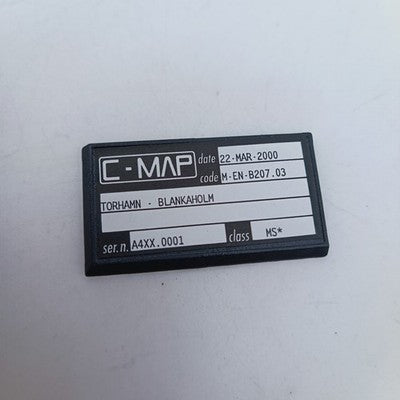 C-MAP date 22-MAR-2000
code M-EN-B207.03
TORHAMN - BLANKAHOLM
ser.n. A4XX.0001 class MS*